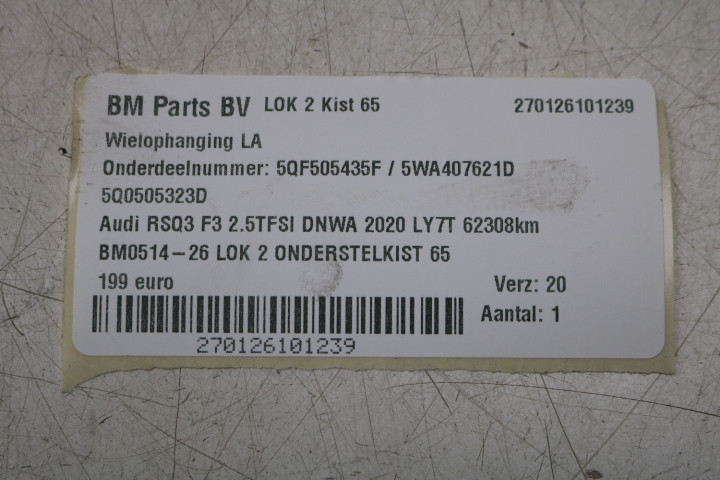 BM Parts BV LOK 2 Kist 65 270126101239
Wielophanging LA
Onderdeelnummer: 5QF505435F / 5WA407621D
5Q0505323D
Audi RSQ3 F3 2.5TFSI DNWA 2020 LY7T 62308km
BM0514-26 LOK 2 ONDERSTELKIST 65
199 euro Verz: 20
Aantal: 1
270126101239